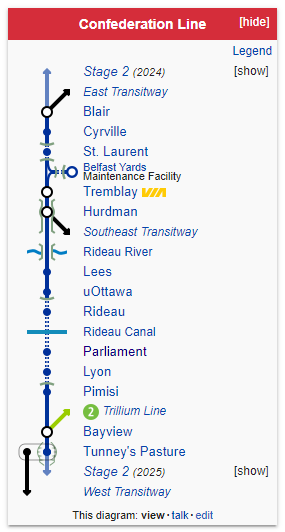 Confederation Line [hide]
Legend
Stage 2 (2024) [show]
East Transitway
Blair
Cyrville
St. Laurent
Belfast Yards
Maintenance Facility
Tremblay
Hurdman
Southeast Transitway
Rideau River
Lees
uOttawa
Rideau
Rideau Canal
Parliament
Lyon
Pimisi
2 Trillium Line
Bayview
Tunney's Pasture
Stage 2 (2025) [show]
West Transitway
This diagram: view · talk · edit